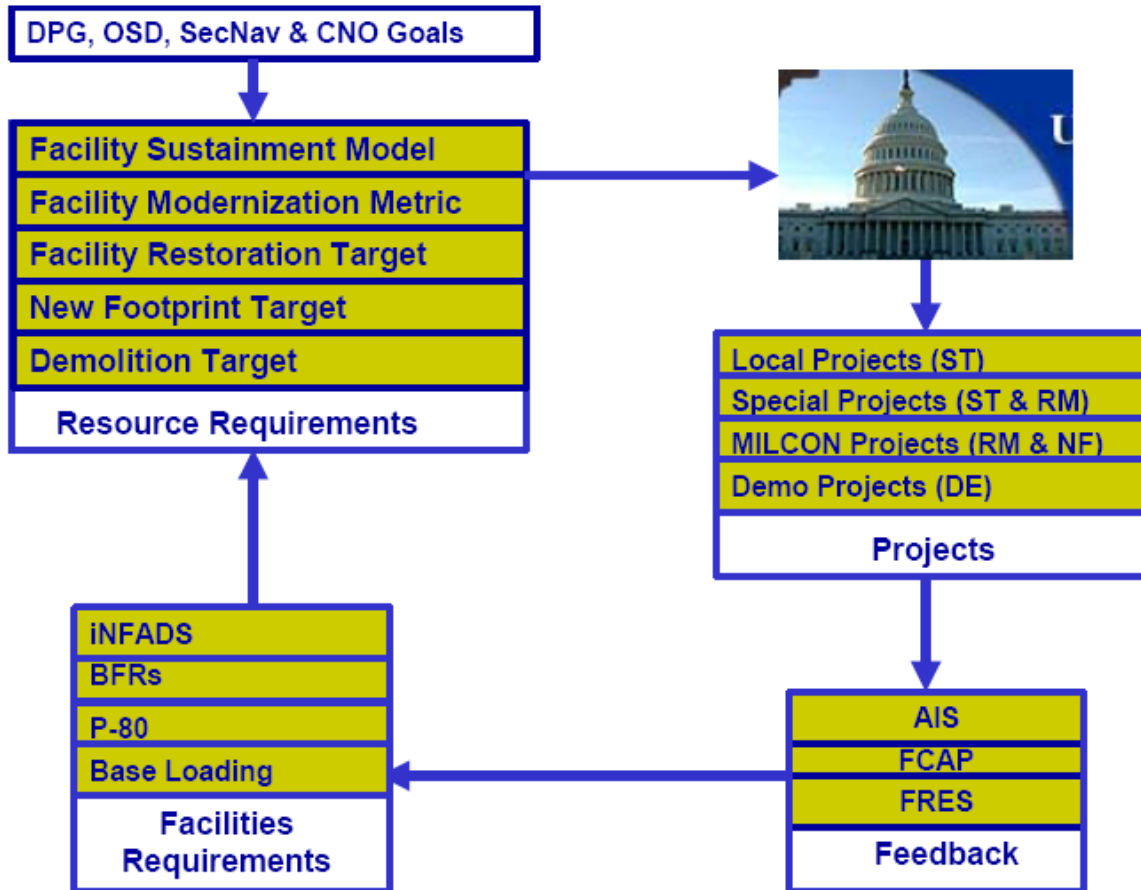 DPG, OSD, SecNav & CNO Goals
Facility Sustainment Model
Facility Modernization Metric
Facility Restoration Target
New Footprint Target
Demolition Target
Resource Requirements
U
Local Projects (ST)
Special Projects (ST & RM)
MILCON Projects (RM & NF)
Demo Projects (DE)
Projects
iNFADS
BFRs
P-80
Base Loading
Facilities
Requirements
AIS
FCAP
FRES
Feedback